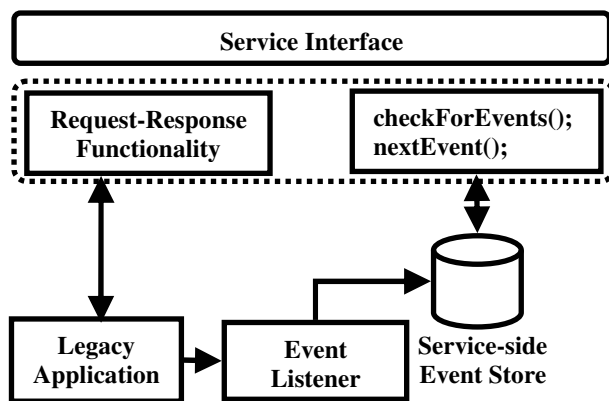 Service Interface
Request-Response
Functionality
checkForEvents();
nextEvent();
Legacy
Application
Event
Listener
Service-side
Event Store